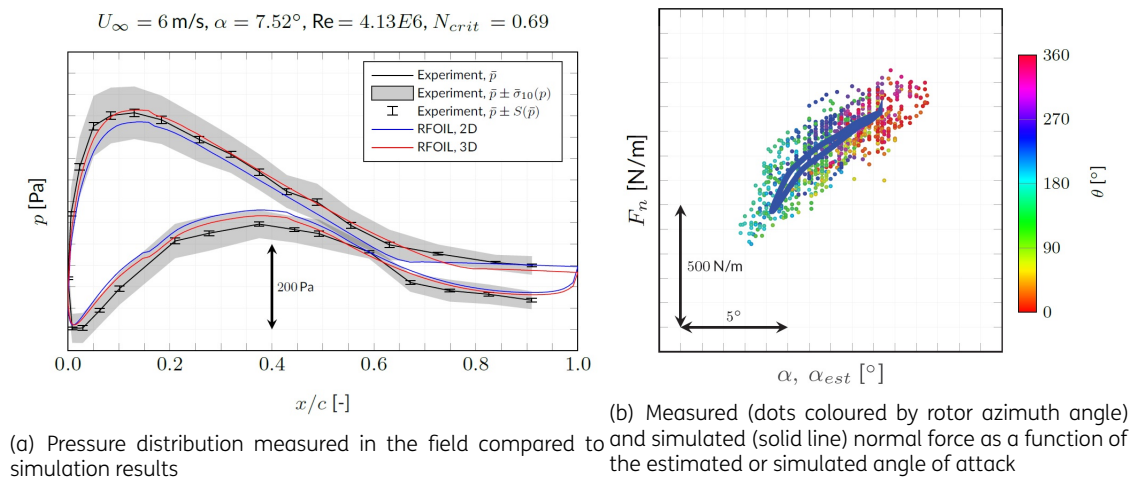 U∞ = 6 m/s, α = 7.52°, Re = 4.13E6, N_crit = 0.69
Experiment, p̄
Experiment, p̄ ± σ̄₁₀(p)
Experiment, p̄ ± S(p̄)
RFOIL, 2D
RFOIL, 3D
p [Pa]
200 Pa
0.0 0.2 0.4 0.6 0.8 1.0
x/c [-]
(a) Pressure distribution measured in the field compared to
simulation results
F_n [N/m]
500 N/m
5°
α, α_est [°]
360
270
180
90
0
θ [°]
(b) Measured (dots coloured by rotor azimuth angle)
and simulated (solid line) normal force as a function of
the estimated or simulated angle of attack